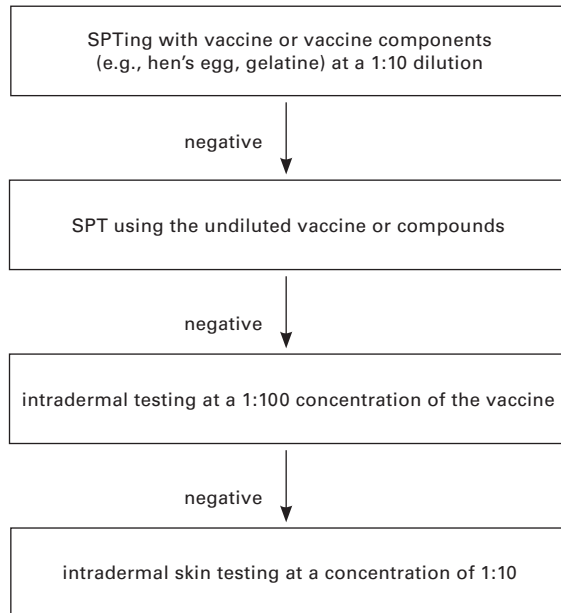 SPTing with vaccine or vaccine components
(e.g., hen's egg, gelatine) at a 1:10 dilution
negative
SPT using the undiluted vaccine or compounds
negative
intradermal testing at a 1:100 concentration of the vaccine
negative
intradermal skin testing at a concentration of 1:10